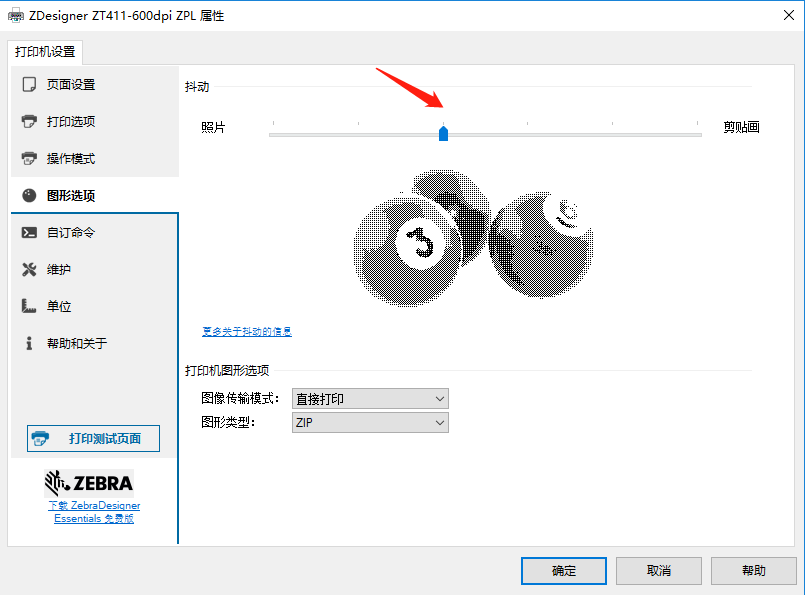 ZDesigner ZT411-600dpi ZPL 属性
打印机设置
页面设置
打印选项
操作模式
图形选项
自订命令
维护
单位
帮助和关于
打印测试页面
ZEBRA
下载 ZebraDesigner
Essentials 免费版
抖动
照片
剪贴画
3
更多关于抖动的信息
打印机图形选项
图像传输模式:
直接打印
图形类型:
ZIP
确定
取消
帮助